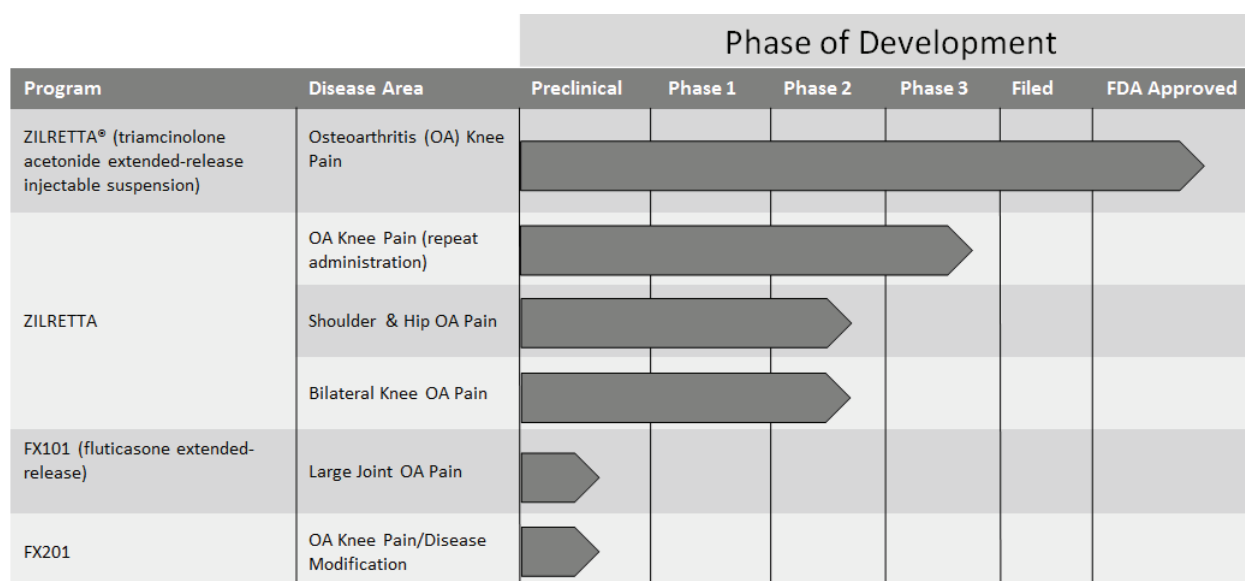 Phase of Development
Program Disease Area Preclinical Phase 1 Phase 2 Phase 3 Filed FDA Approved
ZILRETTA® (triamcinolone
acetonide extended-release
injectable suspension)
Osteoarthritis (OA) Knee
Pain
ZILRETTA
OA Knee Pain (repeat
administration)
Shoulder & Hip OA Pain
Bilateral Knee OA Pain
FX101 (fluticasone extended-
release)
Large Joint OA Pain
FX201
OA Knee Pain/Disease
Modification